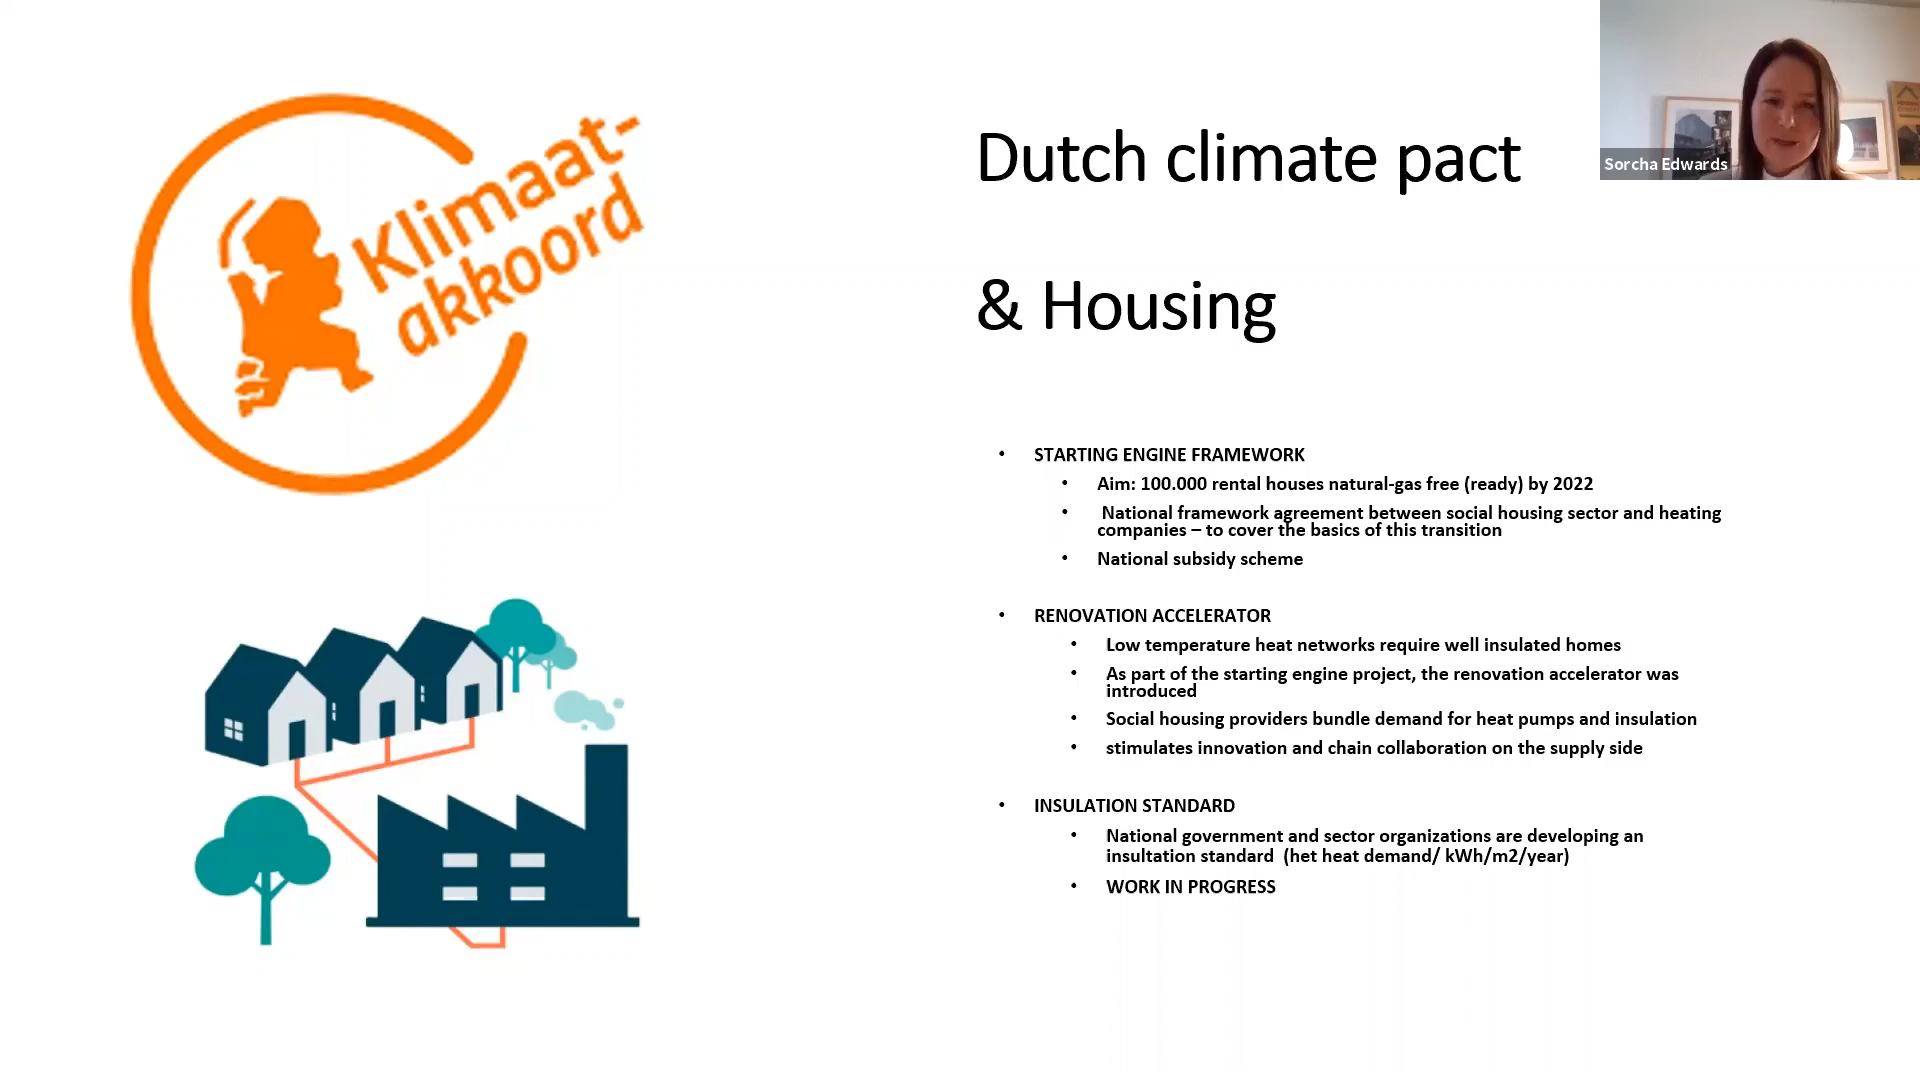 Klimaat-
akkoord
Dutch climate pact
& Housing
Sorcha Edwards
• STARTING ENGINE FRAMEWORK
• Aim: 100.000 rental houses natural-gas free (ready) by 2022
• National framework agreement between social housing sector and heating
companies – to cover the basics of this transition
• National subsidy scheme
• RENOVATION ACCELERATOR
• Low temperature heat networks require well insulated homes
• As part of the starting engine project, the renovation accelerator was
introduced
• Social housing providers bundle demand for heat pumps and insulation
• stimulates innovation and chain collaboration on the supply side
• INSULATION STANDARD
• National government and sector organizations are developing an
insultation standard (het heat demand/ kWh/m2/year)
• WORK IN PROGRESS